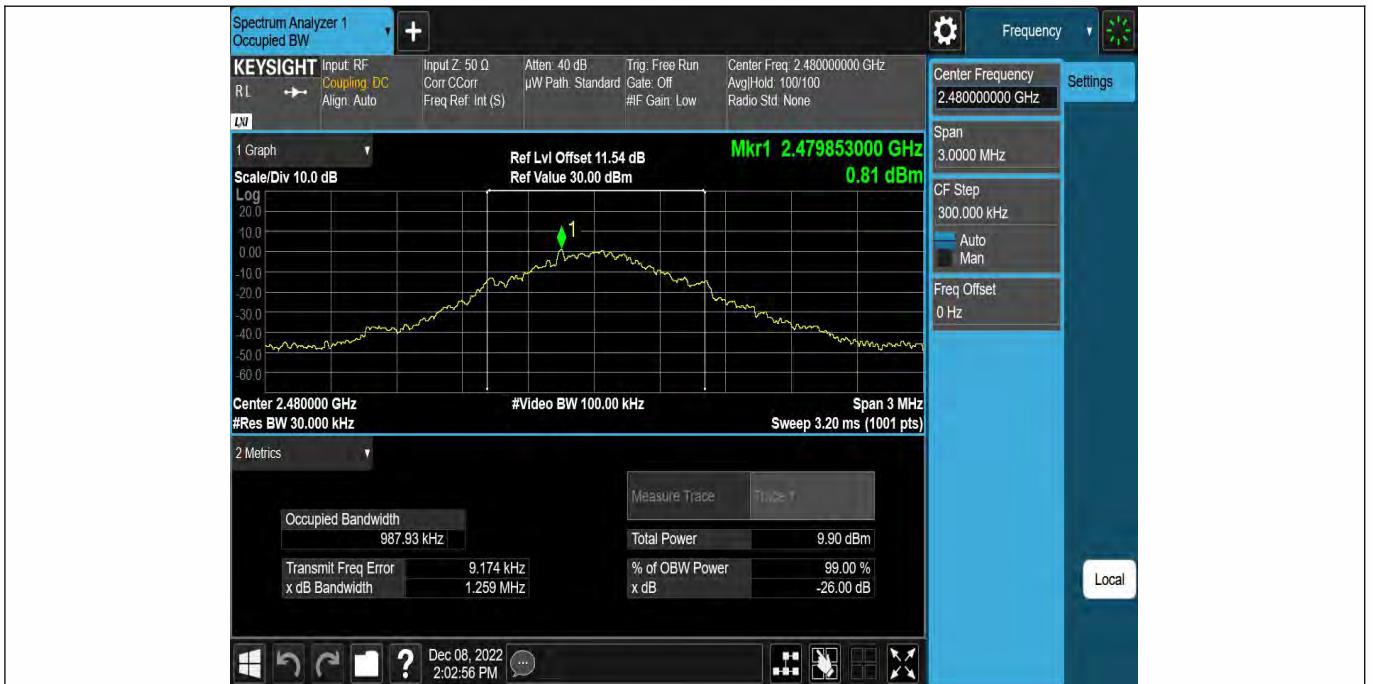 Spectrum Analyzer 1
Occupied BW
+
Frequency
KEYSIGHT
R L
LXI
Input: RF
Coupling: DC
Align: Auto
Input Z: 50 Ω
Corr CCorr
Freq Ref: Int (S)
Atten: 40 dB
µW Path: Standard
Trig: Free Run
Gate: Off
#IF Gain: Low
Center Freq: 2.480000000 GHz
Avg|Hold: 100/100
Radio Std: None
Center Frequency
2.480000000 GHz
Settings
Span
3.0000 MHz
CF Step
300.000 kHz
Auto
Man
Freq Offset
0 Hz
Local
1 Graph
Scale/Div 10.0 dB
Ref Lvl Offset 11.54 dB
Ref Value 30.00 dBm
Mkr1 2.479853000 GHz
0.81 dBm
Log
20.0
10.0
0.00
-10.0
-20.0
-30.0
-40.0
-50.0
-60.0
1
Center 2.480000 GHz
#Video BW 100.00 kHz
Span 3 MHz
#Res BW 30.000 kHz
Sweep 3.20 ms (1001 pts)
2 Metrics
Measure Trace
Trace 1
Occupied Bandwidth
987.93 kHz
Total Power 9.90 dBm
Transmit Freq Error 9.174 kHz
% of OBW Power 99.00 %
x dB Bandwidth 1.259 MHz
x dB -26.00 dB
?
Dec 08, 2022
2:02:56 PM